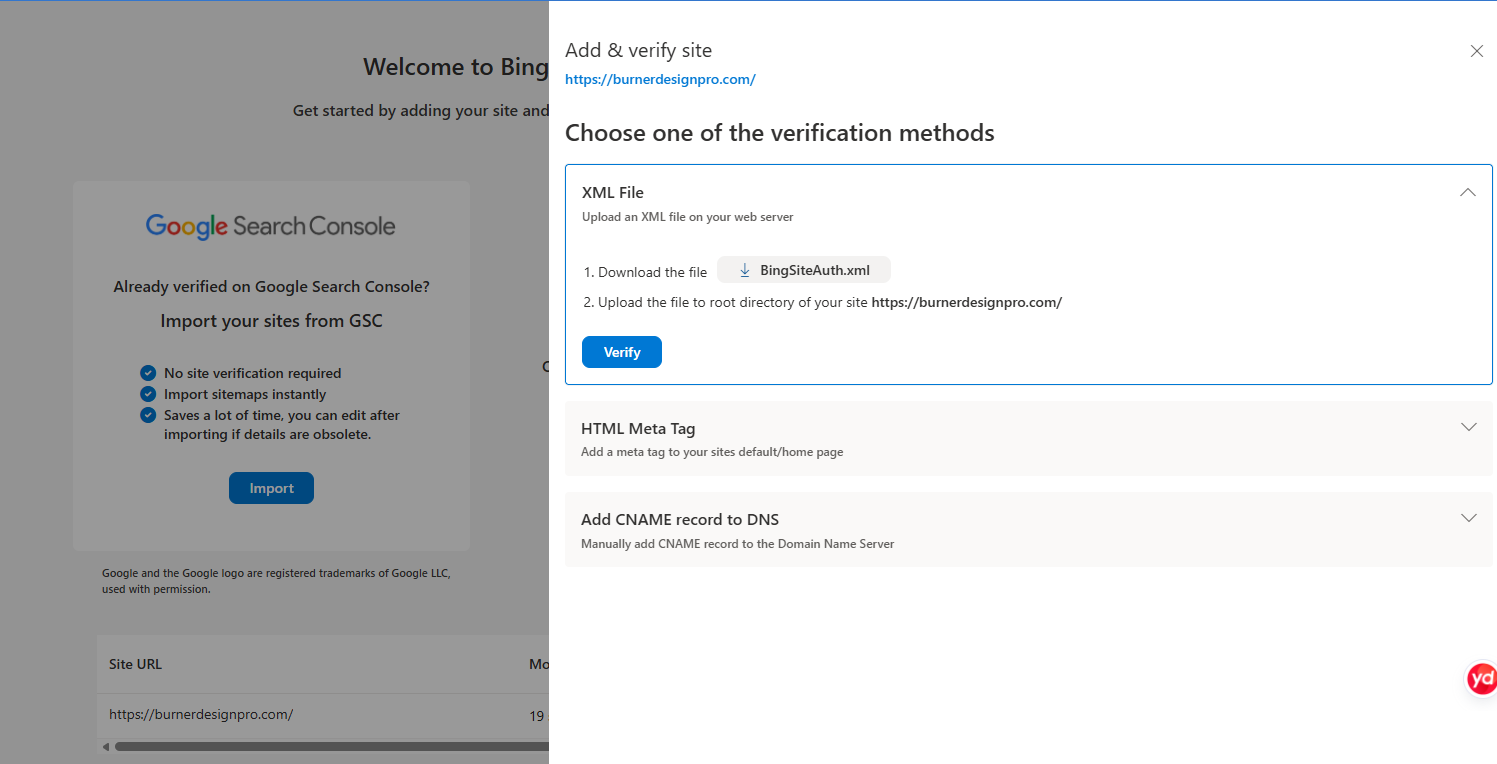 Welcome to Bing
Get started by adding your site and
Google Search Console
Already verified on Google Search Console?
Import your sites from GSC
No site verification required
Import sitemaps instantly
Saves a lot of time, you can edit after
importing if details are obsolete.
Import
Google and the Google logo are registered trademarks of Google LLC,
used with permission.
Site URL
Mo
https://burnerdesignpro.com/
19
Add & verify site
https://burnerdesignpro.com/
Choose one of the verification methods
XML File
Upload an XML file on your web server
1. Download the file BingSiteAuth.xml
2. Upload the file to root directory of your site https://burnerdesignpro.com/
Verify
HTML Meta Tag
Add a meta tag to your sites default/home page
Add CNAME record to DNS
Manually add CNAME record to the Domain Name Server
yd